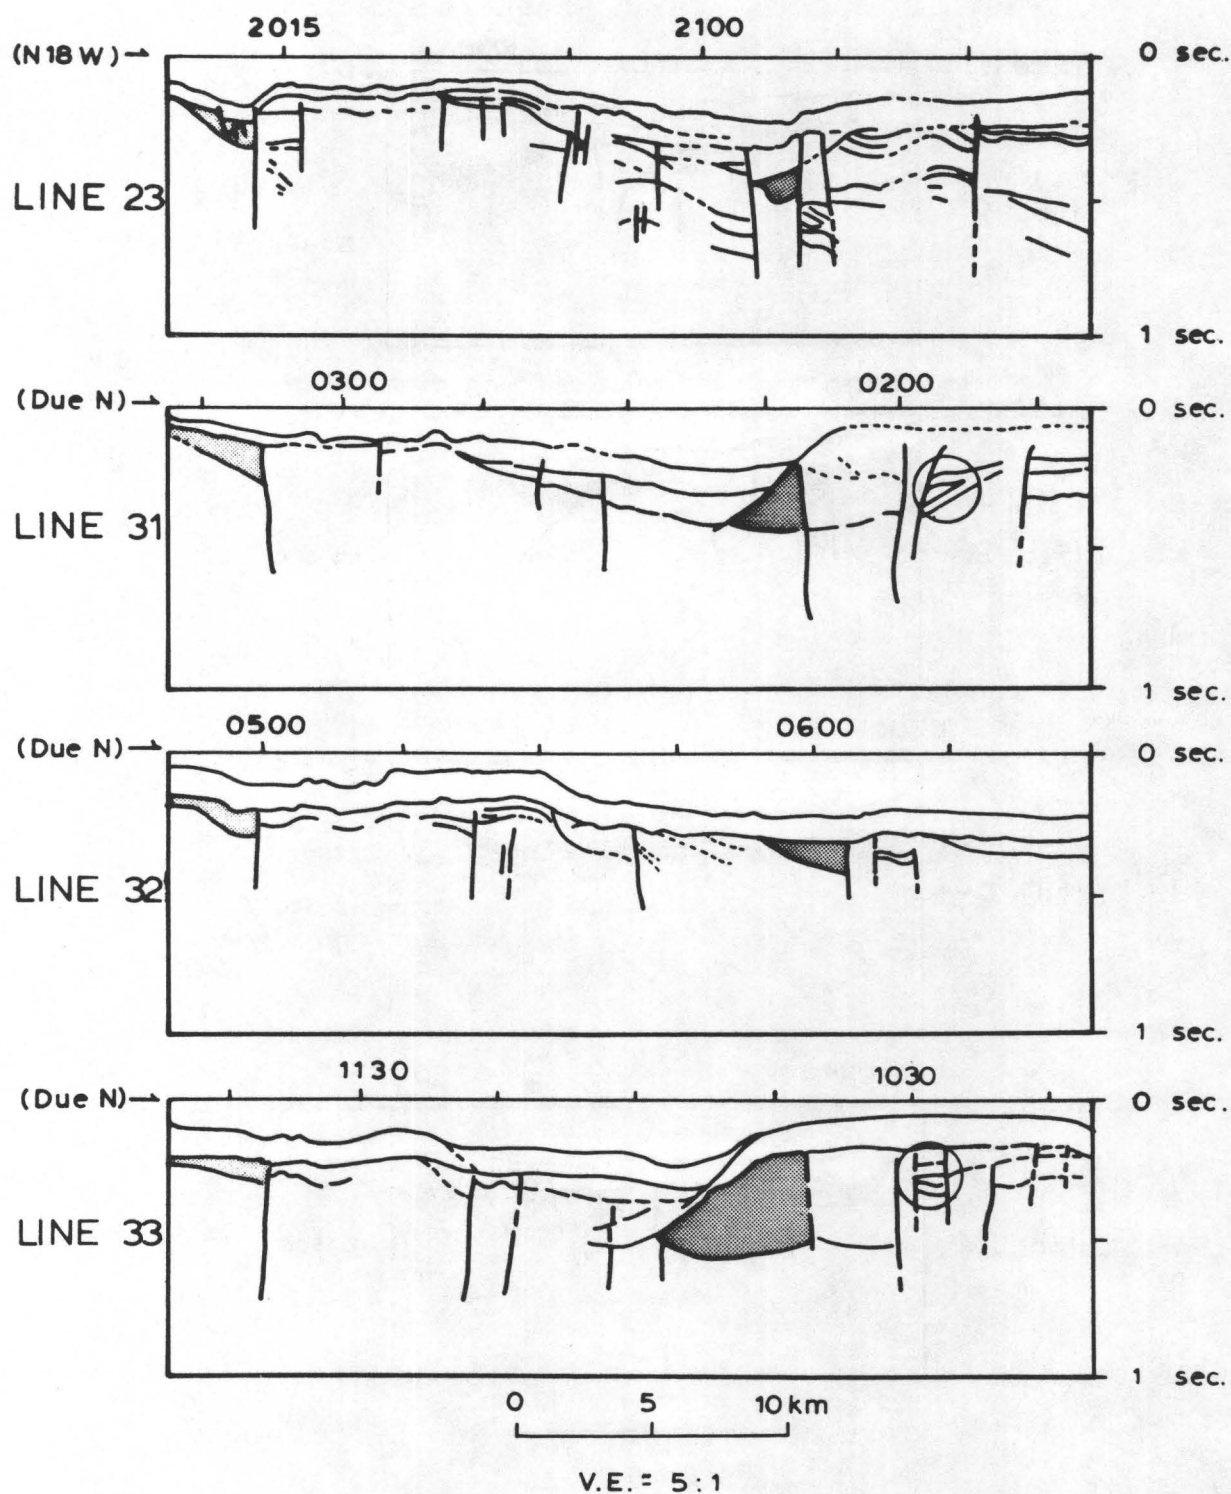 2015 2100
(N18W)→ 0 sec.
LINE 23
1 sec.
0300 0200
(Due N)→ 0 sec.
LINE 31
1 sec.
0500 0600
(Due N)→ 0 sec.
LINE 32
1 sec.
1130 1030
(Due N)→ 0 sec.
LINE 33
1 sec.
0 5 10 km
V.E. = 5:1